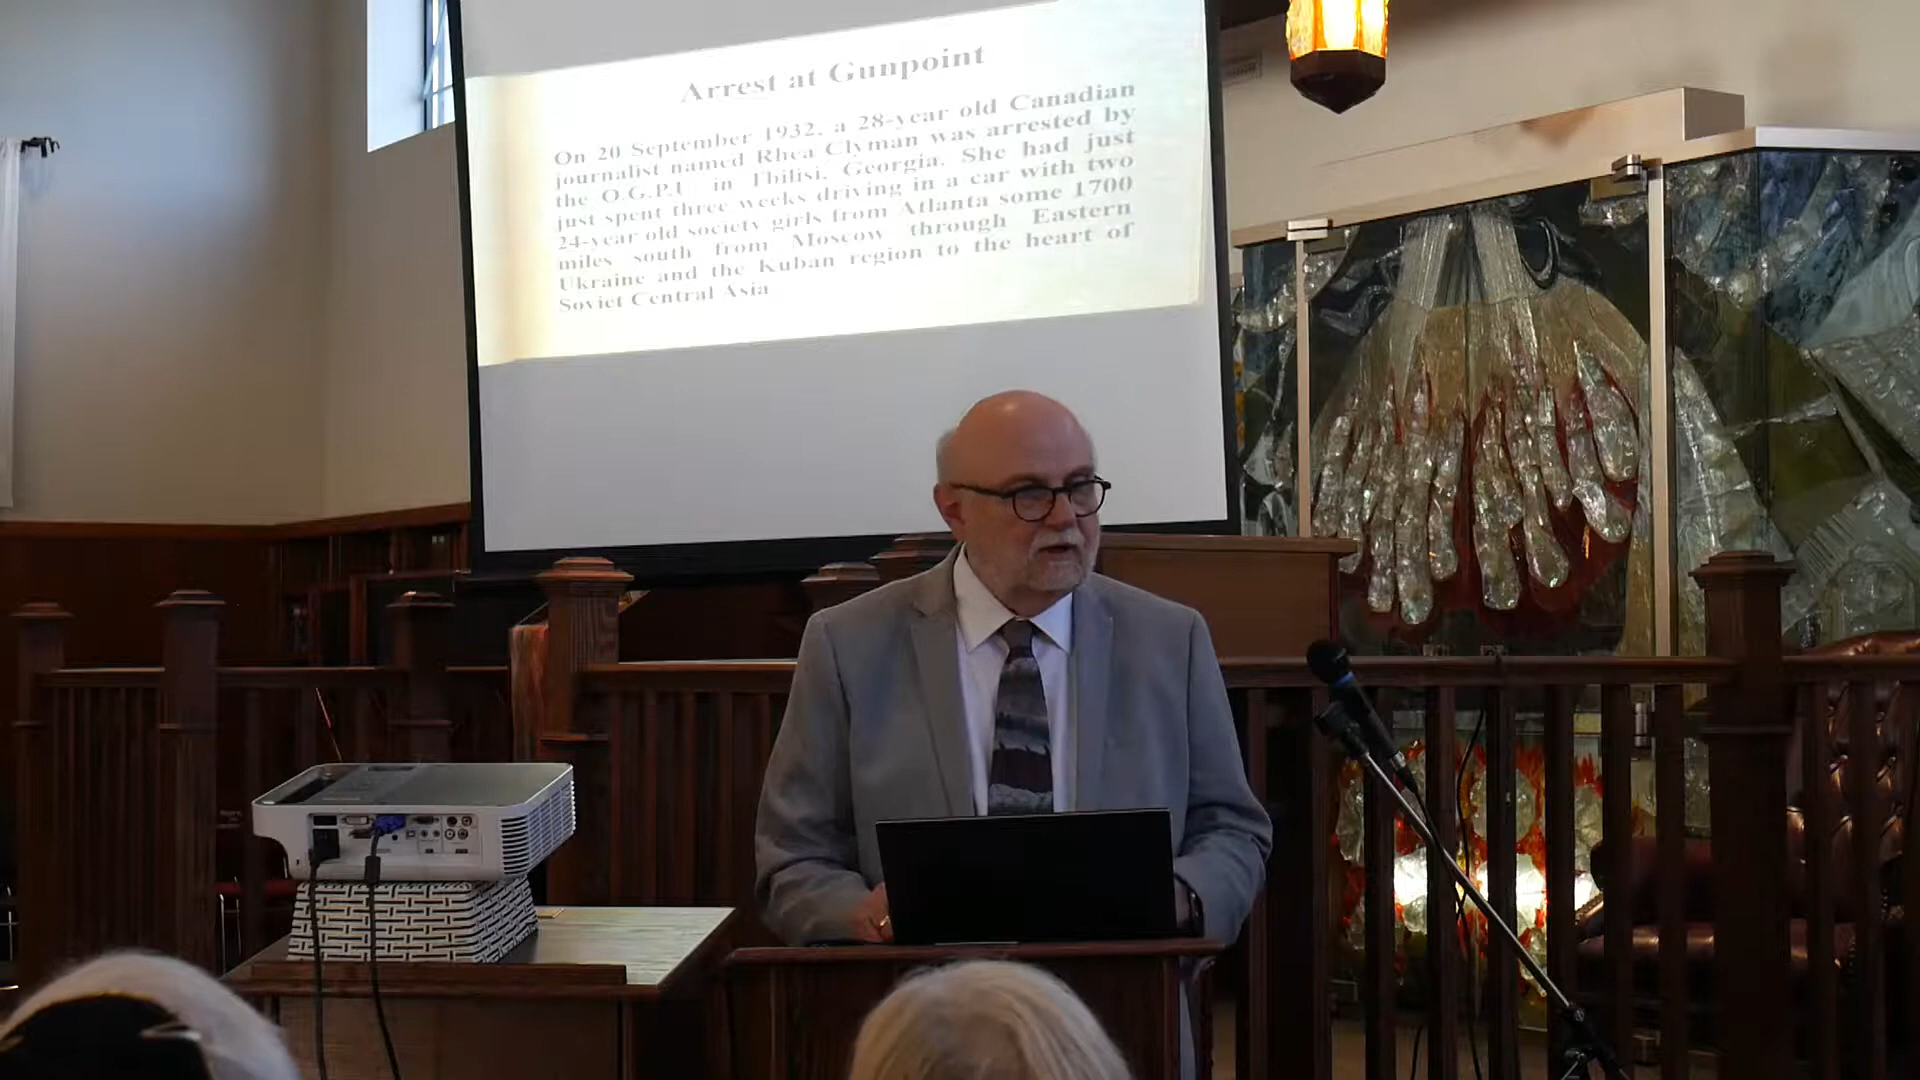 Arrest at Gunpoint
On 20 September 1932, a 28-year old Canadian
journalist named Rhea Clyman was arrested by
the O.G.P.U in Tbilisi, Georgia. She had just
just spent three weeks driving in a car with two
24-year old society girls from Atlanta some 1700
miles south from Moscow through Eastern
Ukraine and the Kuban region to the heart of
Soviet Central Asia